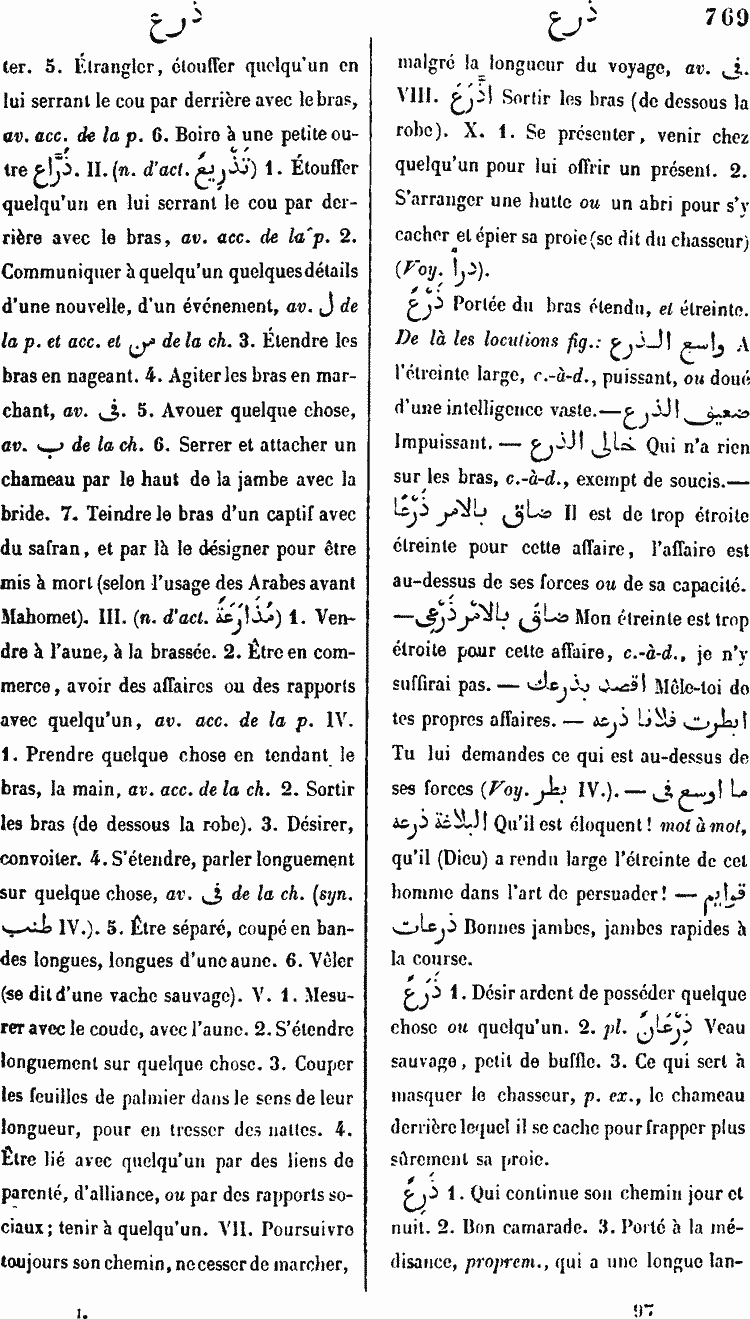 ذرع
ذرع
769
ter. 5. Étrangler, étouffer quelqu'un en
lui serrant le cou par derrière avec le bras,
av. acc. de la p. 6. Boire à une petite ou-
tre ذُرَّاع. II. (n. d'act. تَذْرِيعٌ) 1. Étouffer
quelqu'un en lui serrant le cou par der-
rière avec le bras, av. acc. de la p. 2.
Communiquer à quelqu'un quelques détails
d'une nouvelle, d'un événement, av. ل de
la p. et acc. et من de la ch. 3. Étendre les
bras en nageant. 4. Agiter les bras en mar-
chant, av. فى. 5. Avouer quelque chose,
av. ب de la ch. 6. Serrer et attacher un
chameau par le haut de la jambe avec la
bride. 7. Teindre le bras d'un captif avec
du safran, et par là le désigner pour être
mis à mort (selon l'usage des Arabes avant
Mahomet). III. (n. d'act. مُذَارَعَةٌ) 1. Ven-
dre à l'aune, à la brassée. 2. Être en com-
merce, avoir des affaires ou des rapports
avec quelqu'un, av. acc. de la p. IV.
1. Prendre quelque chose en tendant le
bras, la main, av. acc. de la ch. 2. Sortir
les bras (de dessous la robe). 3. Désirer,
convoiter. 4. S'étendre, parler longuement
sur quelque chose, av. فى de la ch. (syn.
طنب IV.). 5. Être séparé, coupé en ban-
des longues, longues d'une aune. 6. Vêler
(se dit d'une vache sauvage). V. 1. Mesu-
rer avec le coude, avec l'aune. 2. S'étendre
longuement sur quelque chose. 3. Couper
les feuilles de palmier dans le sens de leur
longueur, pour en tresser des nattes. 4.
Être lié avec quelqu'un par des liens de
parenté, d'alliance, ou par des rapports so-
ciaux; tenir à quelqu'un. VII. Poursuivre
toujours son chemin, ne cesser de marcher,
malgré la longueur du voyage, av. فى.
VIII. اذَّرَعَ Sortir les bras (de dessous la
robe). X. 1. Se présenter, venir chez
quelqu'un pour lui offrir un présent. 2.
S'arranger une hutte ou un abri pour s'y
cacher et épier sa proie (se dit du chasseur)
(Voy. درأ).
ذَرْعٌ Portée du bras étendu, et étreinte.
De là les locutions fig.: واسع الذرع A
l'étreinte large, c.-à-d., puissant, ou doué
d'une intelligence vaste. — ضعيف الذرع
Impuissant. — خالى الذرع Qui n'a rien
sur les bras, c.-à-d., exempt de soucis. —
ضاق بالامر ذَرْعًا Il est de trop étroite
étreinte pour cette affaire, l'affaire est
au-dessus de ses forces ou de sa capacité.
— ضاق بالامر ذَرْعِى Mon étreinte est trop
étroite pour cette affaire, c.-à-d., je n'y
suffirai pas. — اقصد بذرعك Mêle-toi de
tes propres affaires. — ابطرت فلانا ذرعه
Tu lui demandes ce qui est au-dessus de
ses forces (Voy. بطر IV.). — ما اوسع فى
البلاغة ذرعه Qu'il est éloquent! mot à mot,
qu'il (Dieu) a rendu large l'étreinte de cet
homme dans l'art de persuader! — قوايم
ذرعات Bonnes jambes, jambes rapides à
la course.
ذَرَعٌ 1. Désir ardent de posséder quelque
chose ou quelqu'un. 2. pl. ذِرْعَانٌ Veau
sauvage, petit de buffle. 3. Ce qui sert à
masquer le chasseur, p. ex., le chameau
derrière lequel il se cache pour frapper plus
sûrement sa proie.
ذَرِعٌ 1. Qui continue son chemin jour et
nuit. 2. Bon camarade. 3. Porté à la mé-
disance, proprem., qui a une longue lan-
I.
97